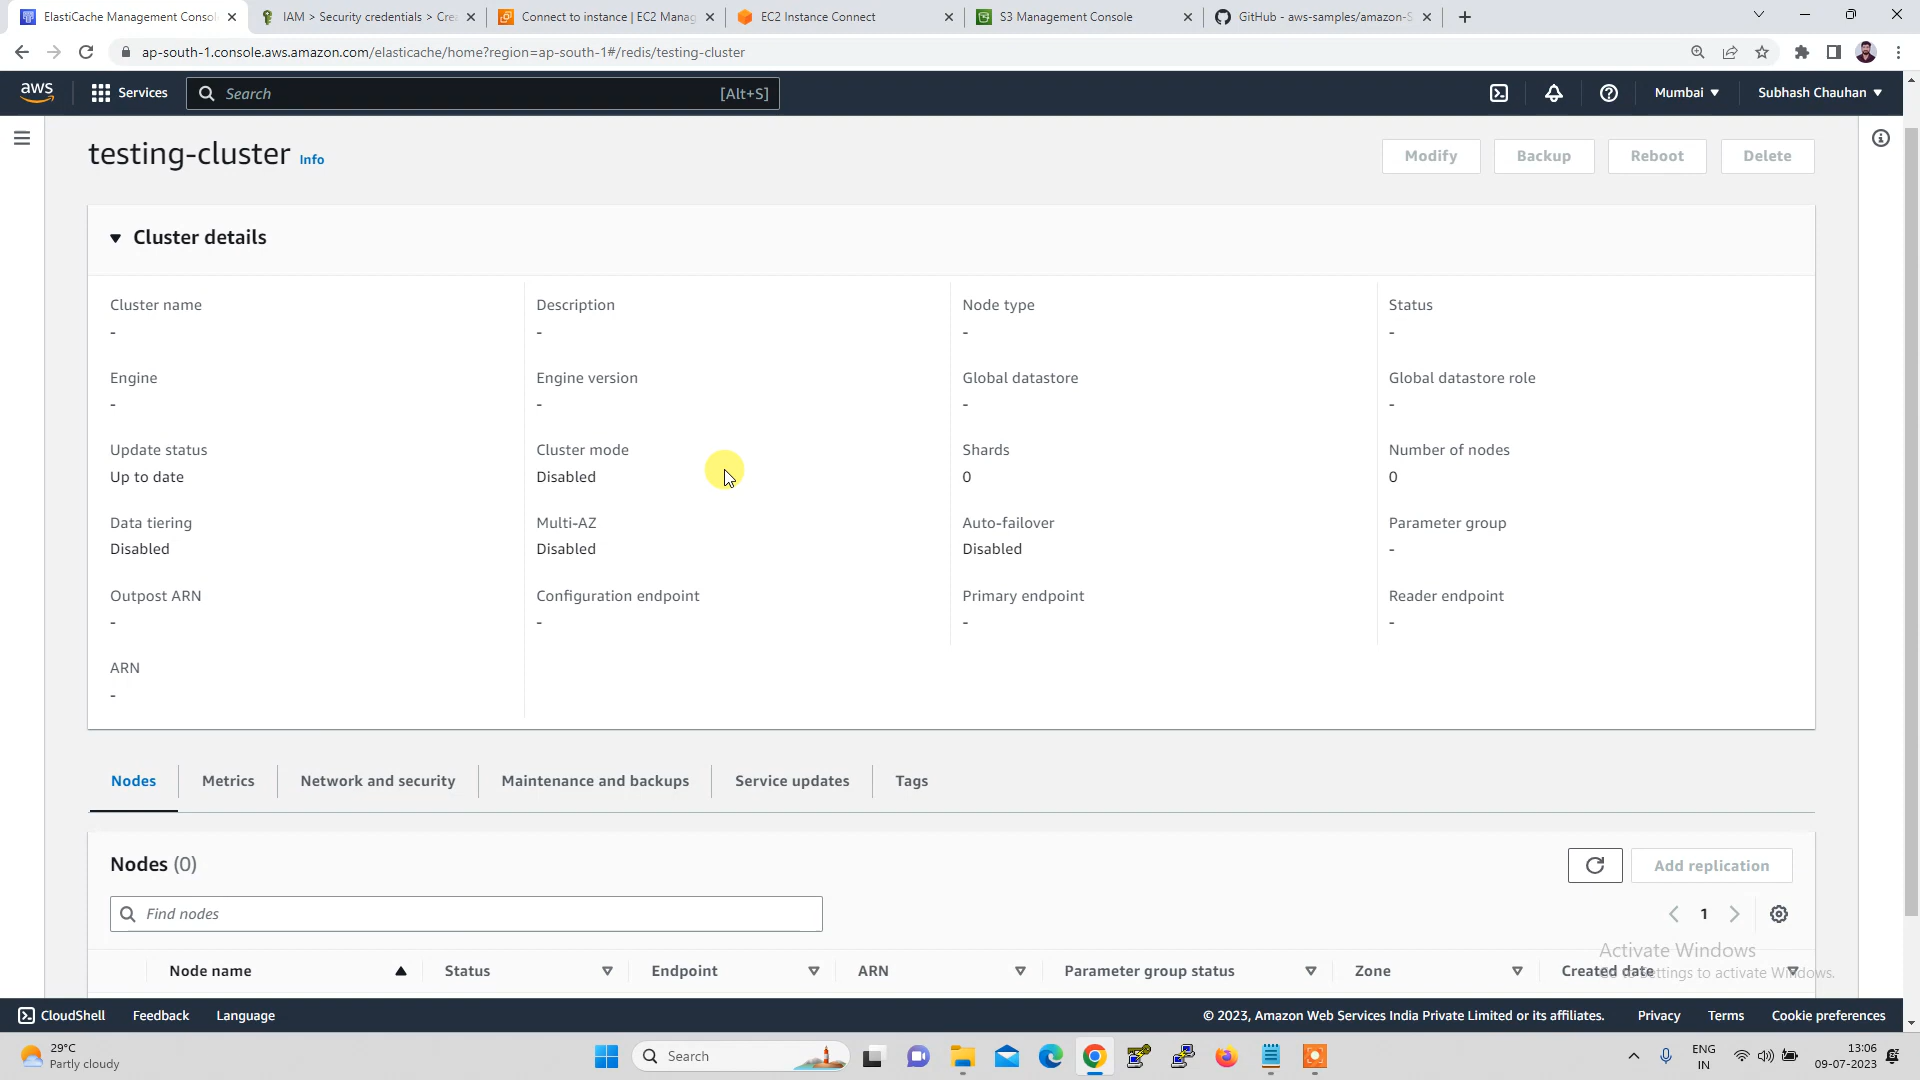 ElastiCache Management Consol
IAM > Security credentials > Crea
Connect to instance | EC2 Manag
EC2 Instance Connect
S3 Management Console
GitHub - aws-samples/amazon-S
ap-south-1.console.aws.amazon.com/elasticache/home?region=ap-south-1#/redis/testing-cluster
aws
Services
Search
[Alt+S]
Mumbai
Subhash Chauhan
testing-cluster Info
Modify
Backup
Reboot
Delete
Cluster details
Cluster name
-
Description
-
Node type
-
Status
-
Engine
-
Engine version
-
Global datastore
-
Global datastore role
-
Update status
Up to date
Cluster mode
Disabled
Shards
0
Number of nodes
0
Data tiering
Disabled
Multi-AZ
Disabled
Auto-failover
Disabled
Parameter group
-
Outpost ARN
-
Configuration endpoint
-
Primary endpoint
-
Reader endpoint
-
ARN
-
Nodes
Metrics
Network and security
Maintenance and backups
Service updates
Tags
Nodes (0)
Add replication
Find nodes
1
Activate Windows
Node name
Status
Endpoint
ARN
Parameter group status
Zone
Created date
Settings to activate Windows.
CloudShell
Feedback
Language
© 2023, Amazon Web Services India Private Limited or its affiliates.
Privacy
Terms
Cookie preferences
29°C
Partly cloudy
Search
ENG
IN
13:06
09-07-2023